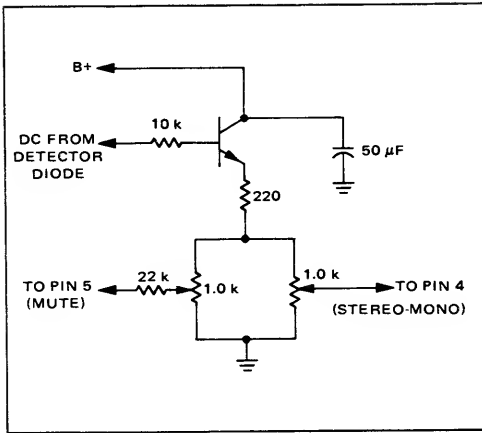 B+
10 k
DC FROM
DETECTOR
DIODE
50 µF
220
22 k
1.0 k
1.0 k
TO PIN 5
(MUTE)
TO PIN 4
(STEREO-MONO)